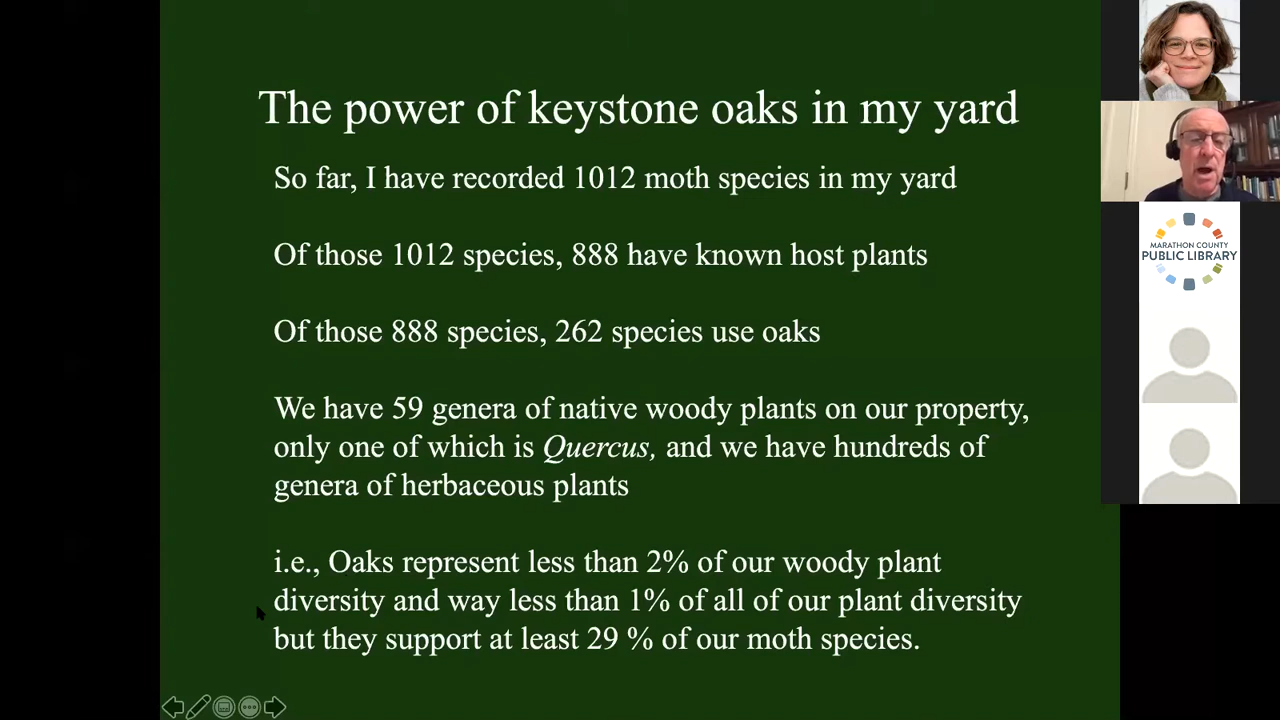 The power of keystone oaks in my yard
So far, I have recorded 1012 moth species in my yard
Of those 1012 species, 888 have known host plants
Of those 888 species, 262 species use oaks
We have 59 genera of native woody plants on our property,
only one of which is Quercus, and we have hundreds of
genera of herbaceous plants
i.e., Oaks represent less than 2% of our woody plant
diversity and way less than 1% of all of our plant diversity
but they support at least 29 % of our moth species.
MARATHON COUNTY
PUBLIC LIBRARY